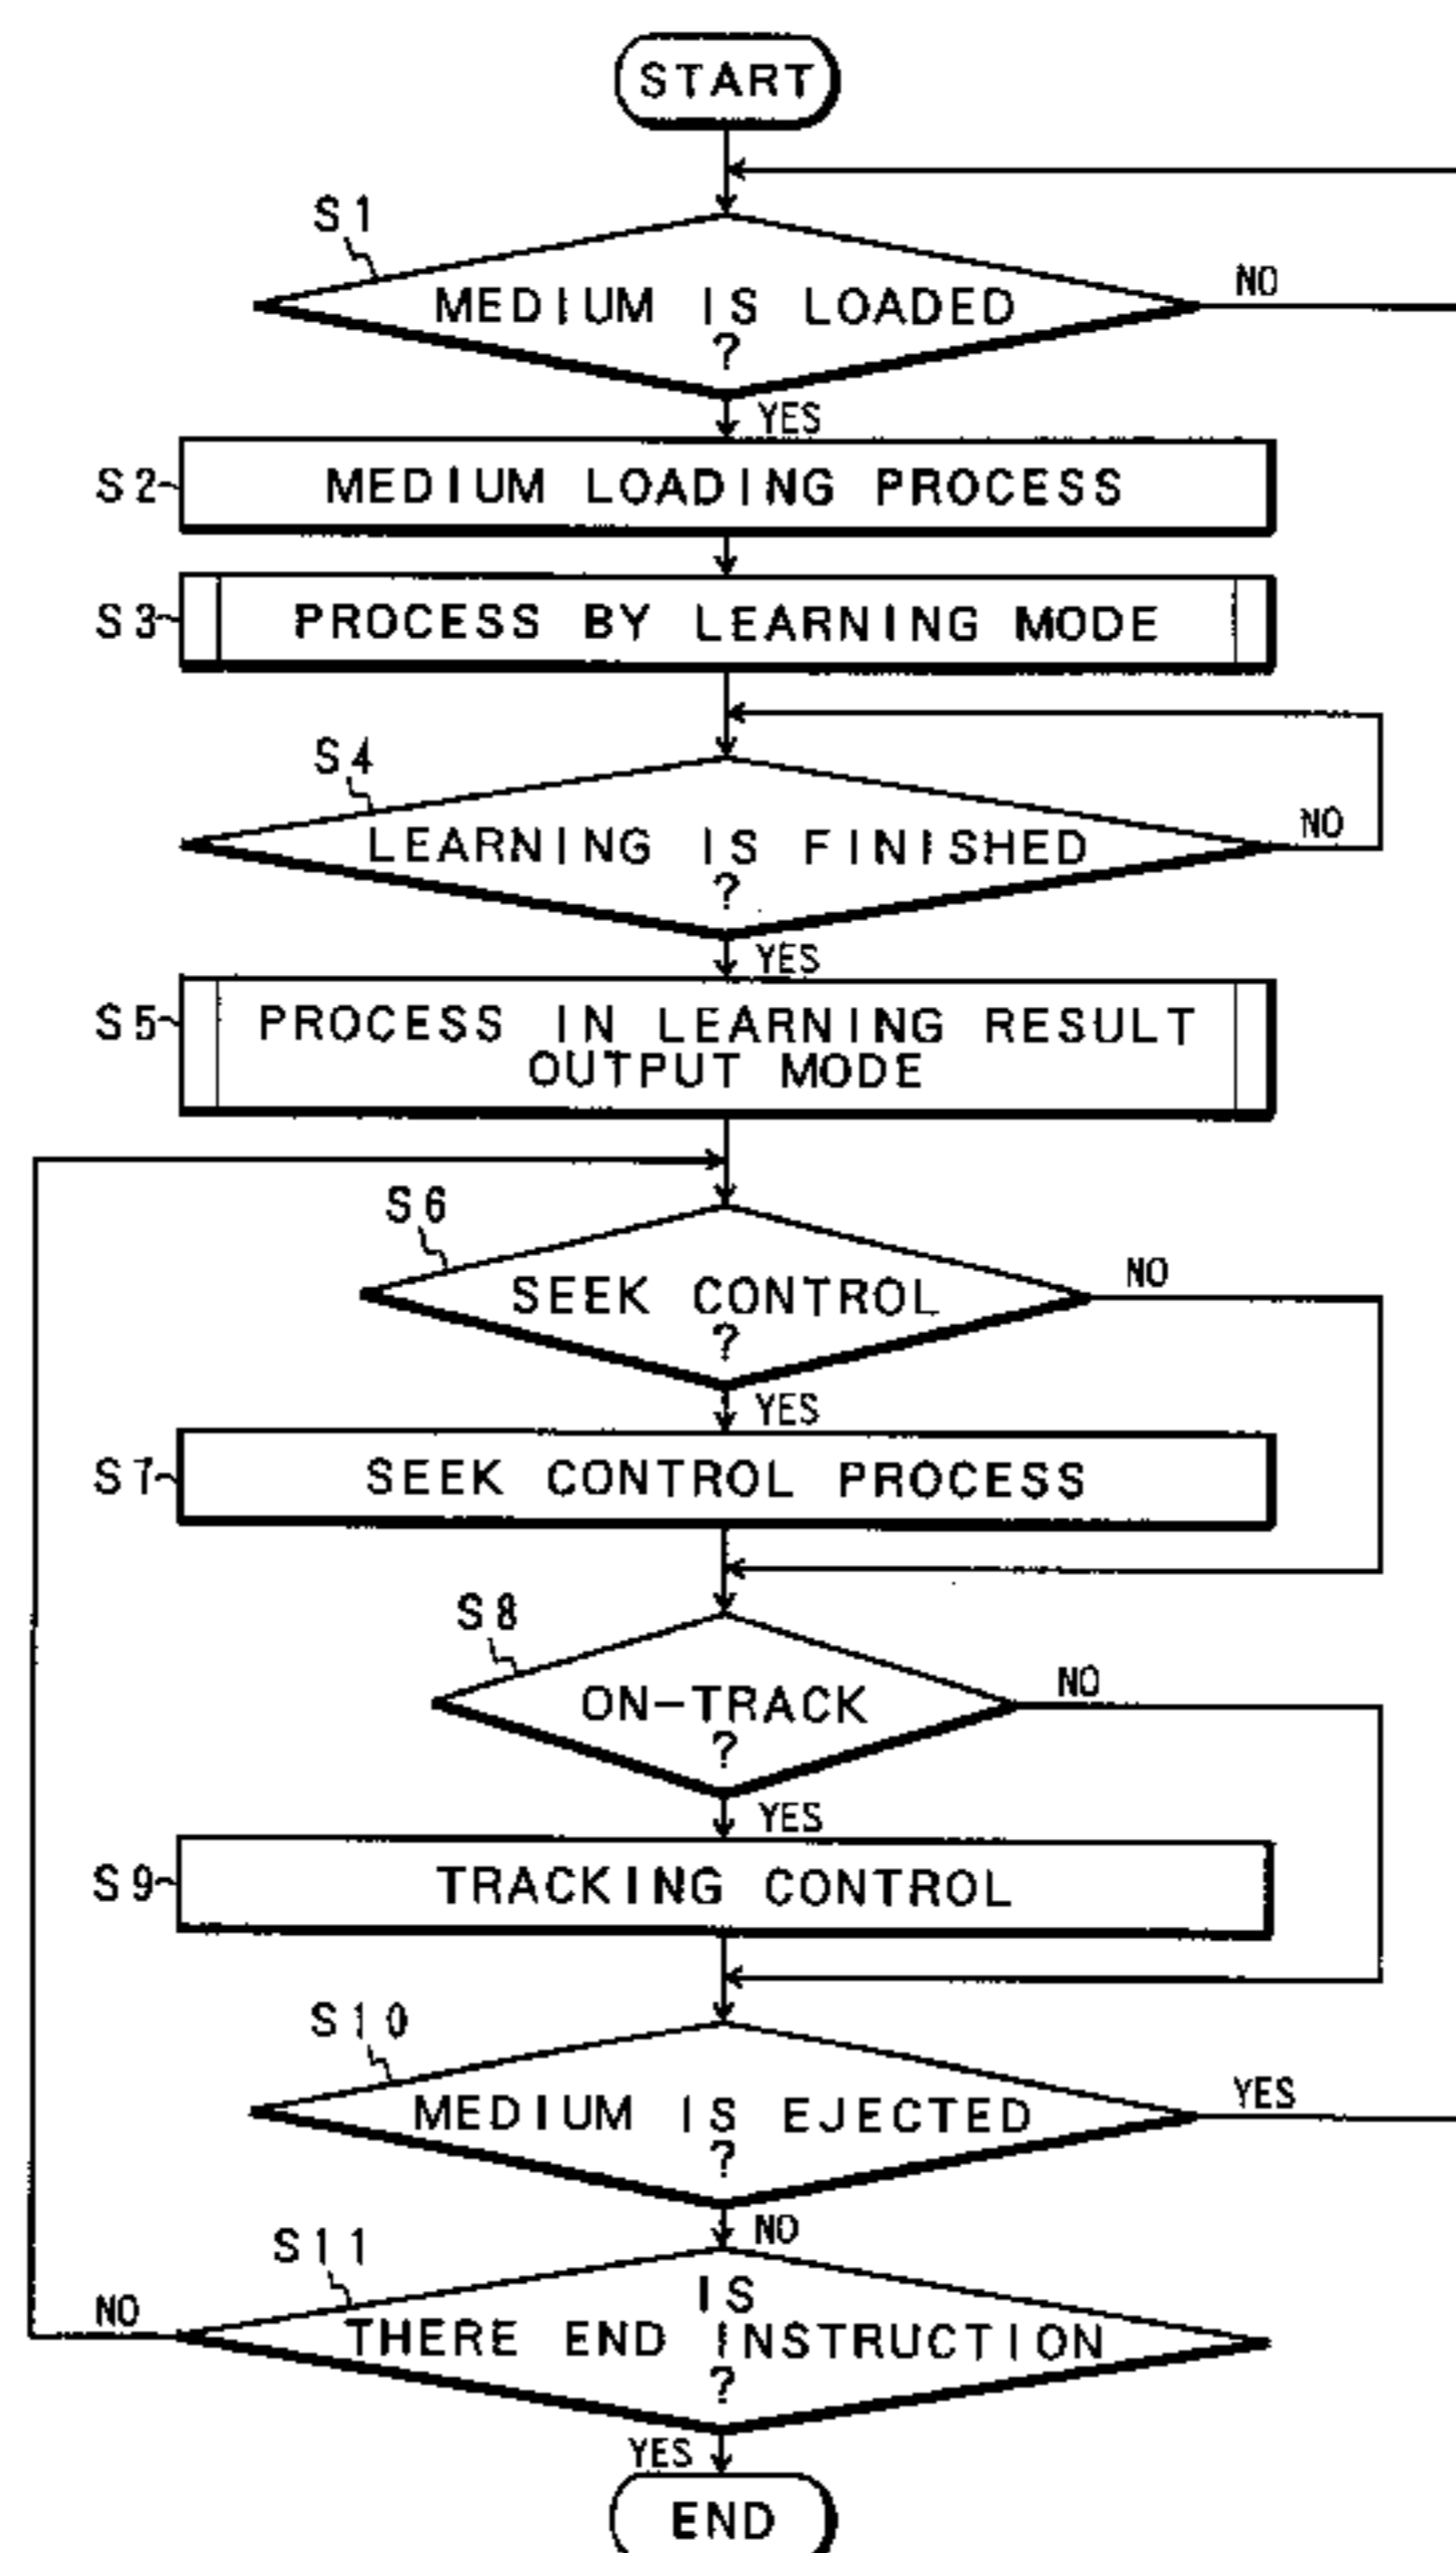 START
S1
MEDIUM IS LOADED
?
NO
YES
S2
MEDIUM LOADING PROCESS
S3
PROCESS BY LEARNING MODE
S4
LEARNING IS FINISHED
?
NO
YES
S5
PROCESS IN LEARNING RESULT
OUTPUT MODE
S6
SEEK CONTROL
?
NO
YES
S7
SEEK CONTROL PROCESS
S8
ON-TRACK
?
NO
YES
S9
TRACKING CONTROL
S10
MEDIUM IS EJECTED
?
YES
NO
S11
IS
THERE END INSTRUCTION
?
NO
YES
END